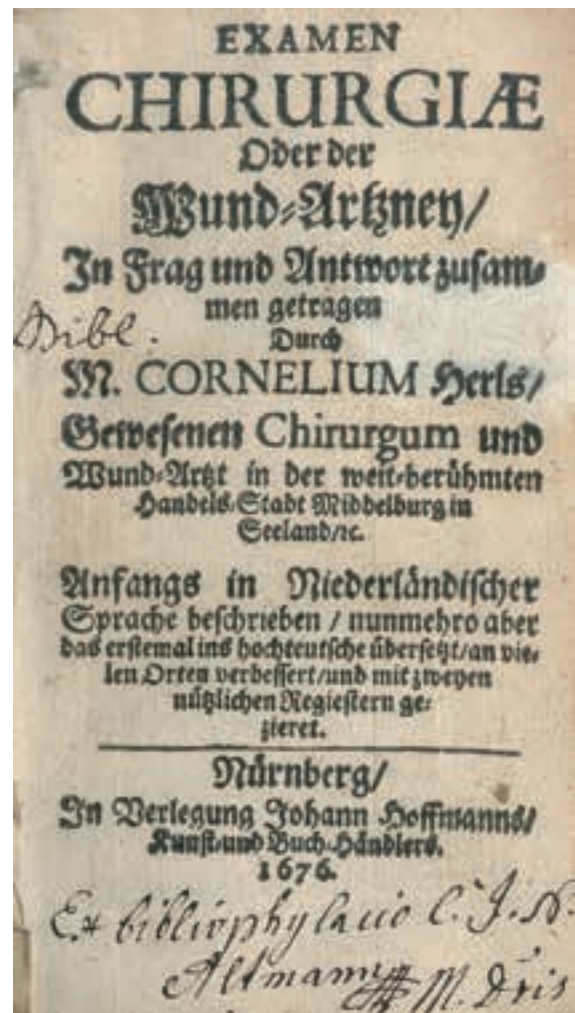 EXAMEN
CHIRURGIÆ
Oder der
Wund-Artzney/
In Frag und Antwort zusam-
men getragen
Bibl.
Durch
M. CORNELIUM Herls/
Gewesenen Chirurgum und
Wund-Artzt in der weit-berühmten
Handels-Stadt Middelburg in
Seeland/ꝛc.
Anfangs in Niederländischer
Sprache beschrieben / nunmehro aber
das erstemal ins hochteutsche übersetzt/an vie-
len Orten verbessert/und mit zweyen
nützlichen Regiestern ge-
zieret.
Nürnberg/
In Verlegung Johann Hoffmanns/
Kunst-und Buch-Händlers.
1676.
Ex bibliophylacio C. J. N.
Altmann M. Dris